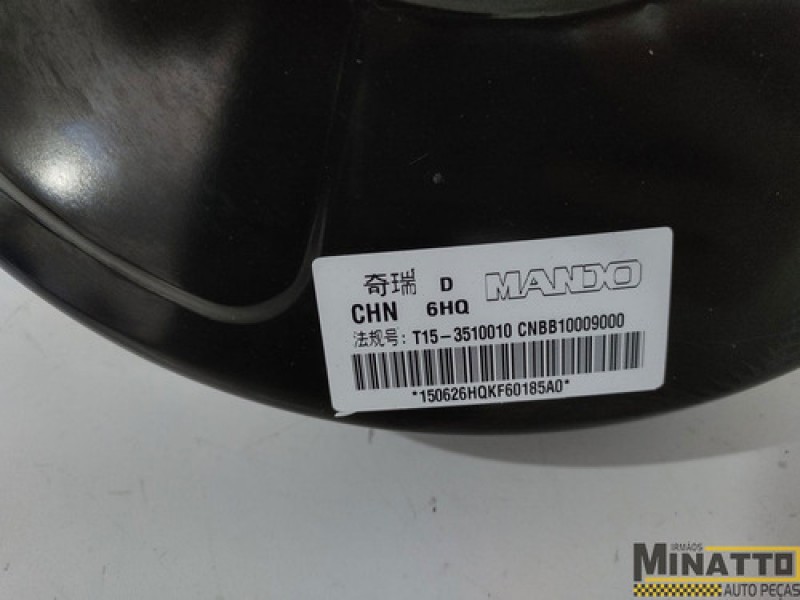 奇瑞 D MANDO
CHN 6HQ
法规号: T15-3510010 CNBB10009000
*150626HQKF60185A0*
IRMÃOS
MINATTO
AUTO PEÇAS